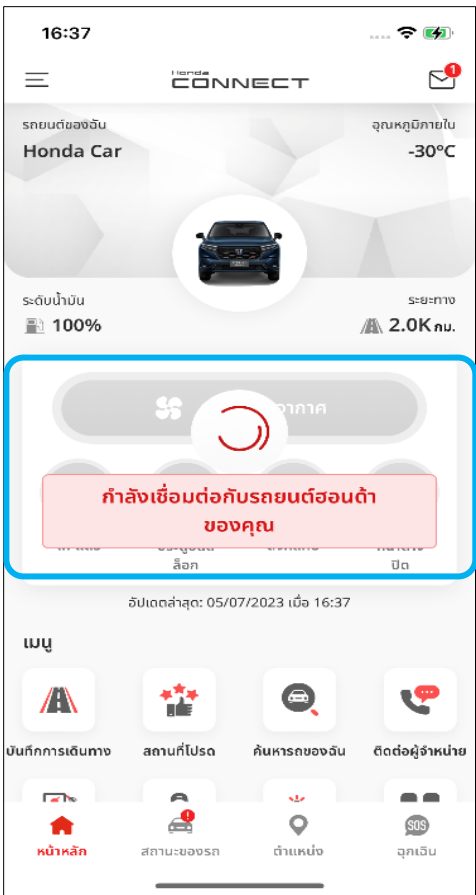 16:37
Honda
CONNECT
1
รถยนต์ของฉัน
อุณหภูมิภายใน
Honda Car
-30°C
ระดับน้ำมัน
ระยะทาง
100%
2.0K กม.
กำลังเชื่อมต่อกับรถยนต์ฮอนด้า
ของคุณ
ล็อก
ปิด
อัปเดตล่าสุด: 05/07/2023 เมื่อ 16:37
เมนู
บันทึกการเดินทาง
สถานที่โปรด
ค้นหารถของฉัน
ติดต่อผู้จำหน่าย
SOS
หน้าหลัก
สถานะของรถ
ตำแหน่ง
ฉุกเฉิน